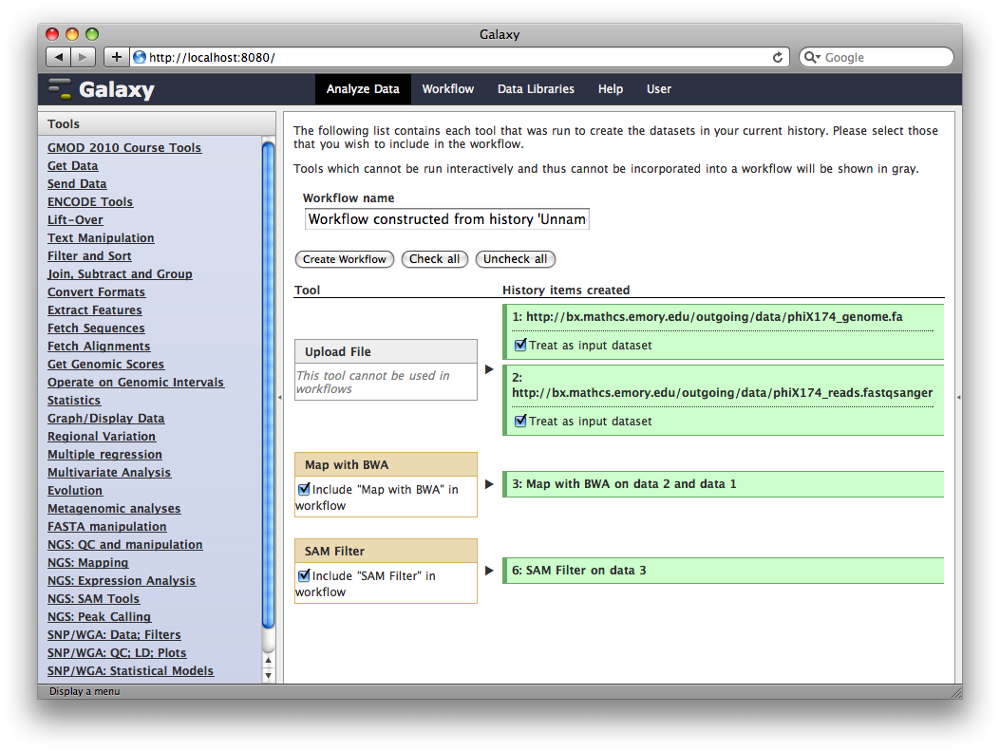 Galaxy
http://localhost:8080/
Google
Galaxy
Analyze Data Workflow Data Libraries Help User
Tools
GMOD 2010 Course Tools
Get Data
Send Data
ENCODE Tools
Lift-Over
Text Manipulation
Filter and Sort
Join, Subtract and Group
Convert Formats
Extract Features
Fetch Sequences
Fetch Alignments
Get Genomic Scores
Operate on Genomic Intervals
Statistics
Graph/Display Data
Regional Variation
Multiple regression
Multivariate Analysis
Evolution
Metagenomic analyses
FASTA manipulation
NGS: QC and manipulation
NGS: Mapping
NGS: Expression Analysis
NGS: SAM Tools
NGS: Peak Calling
SNP/WGA: Data; Filters
SNP/WGA: QC; LD; Plots
SNP/WGA: Statistical Models
The following list contains each tool that was run to create the datasets in your current history. Please select those
that you wish to include in the workflow.
Tools which cannot be run interactively and thus cannot be incorporated into a workflow will be shown in gray.
Workflow name
Workflow constructed from history 'Unnam
Create Workflow Check all Uncheck all
Tool History items created
Upload File
This tool cannot be used in
workflows
1: http://bx.mathcs.emory.edu/outgoing/data/phiX174_genome.fa
Treat as input dataset
2:
http://bx.mathcs.emory.edu/outgoing/data/phiX174_reads.fastqsanger
Treat as input dataset
Map with BWA
Include "Map with BWA" in
workflow
3: Map with BWA on data 2 and data 1
SAM Filter
Include "SAM Filter" in
workflow
6: SAM Filter on data 3
Display a menu